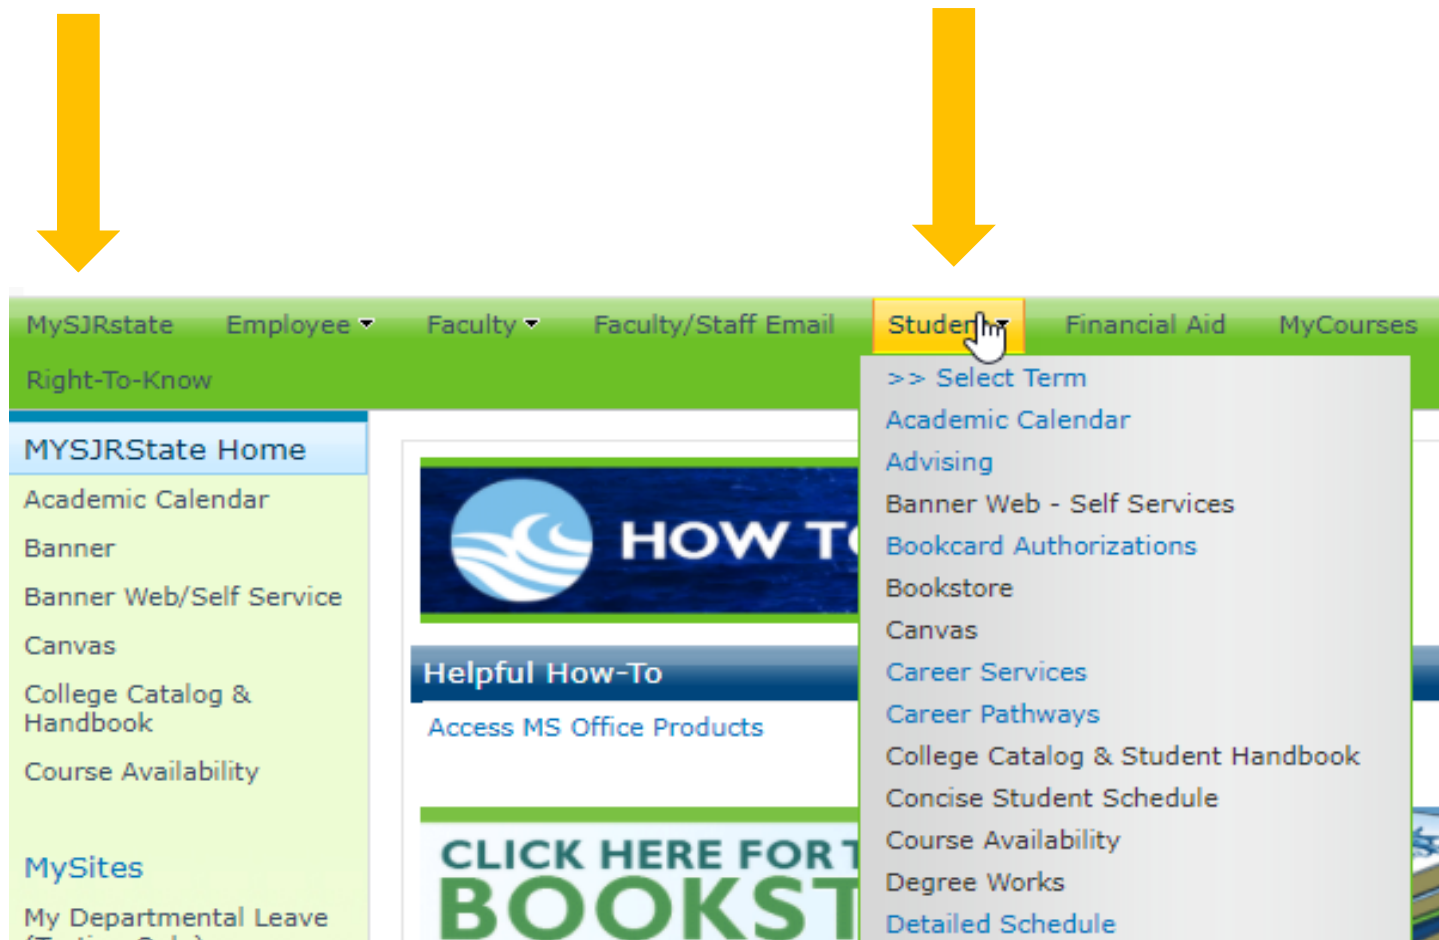 MySJRstate Employee Faculty Faculty/Staff Email Student Financial Aid MyCourses
Right-To-Know
MYSJRState Home
Academic Calendar
Banner
Banner Web/Self Service
Canvas
College Catalog &
Handbook
Course Availability
MySites
My Departmental Leave
HOW TO
Helpful How-To
Access MS Office Products
CLICK HERE FOR T
BOOKST
>> Select Term
Academic Calendar
Advising
Banner Web - Self Services
Bookcard Authorizations
Bookstore
Canvas
Career Services
Career Pathways
College Catalog & Student Handbook
Concise Student Schedule
Course Availability
Degree Works
Detailed Schedule